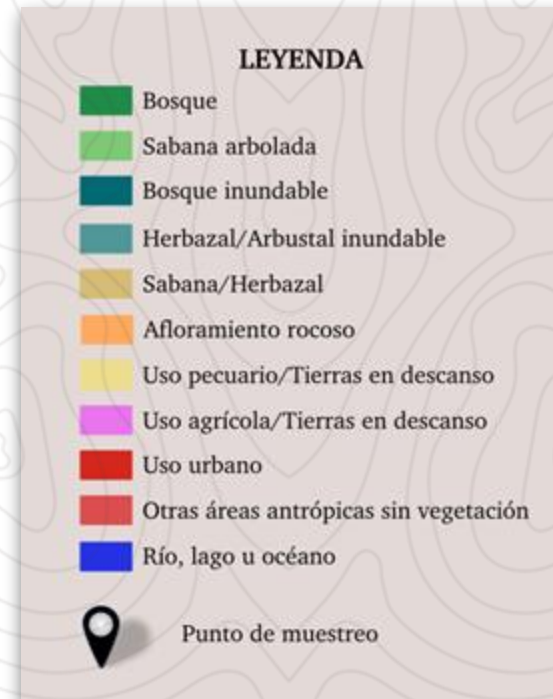 LEYENDA
Bosque
Sabana arbolada
Bosque inundable
Herbazal/Arbustal inundable
Sabana/Herbazal
Afloramiento rocoso
Uso pecuario/Tierras en descanso
Uso agrícola/Tierras en descanso
Uso urbano
Otras áreas antrópicas sin vegetación
Río, lago u océano
Punto de muestreo